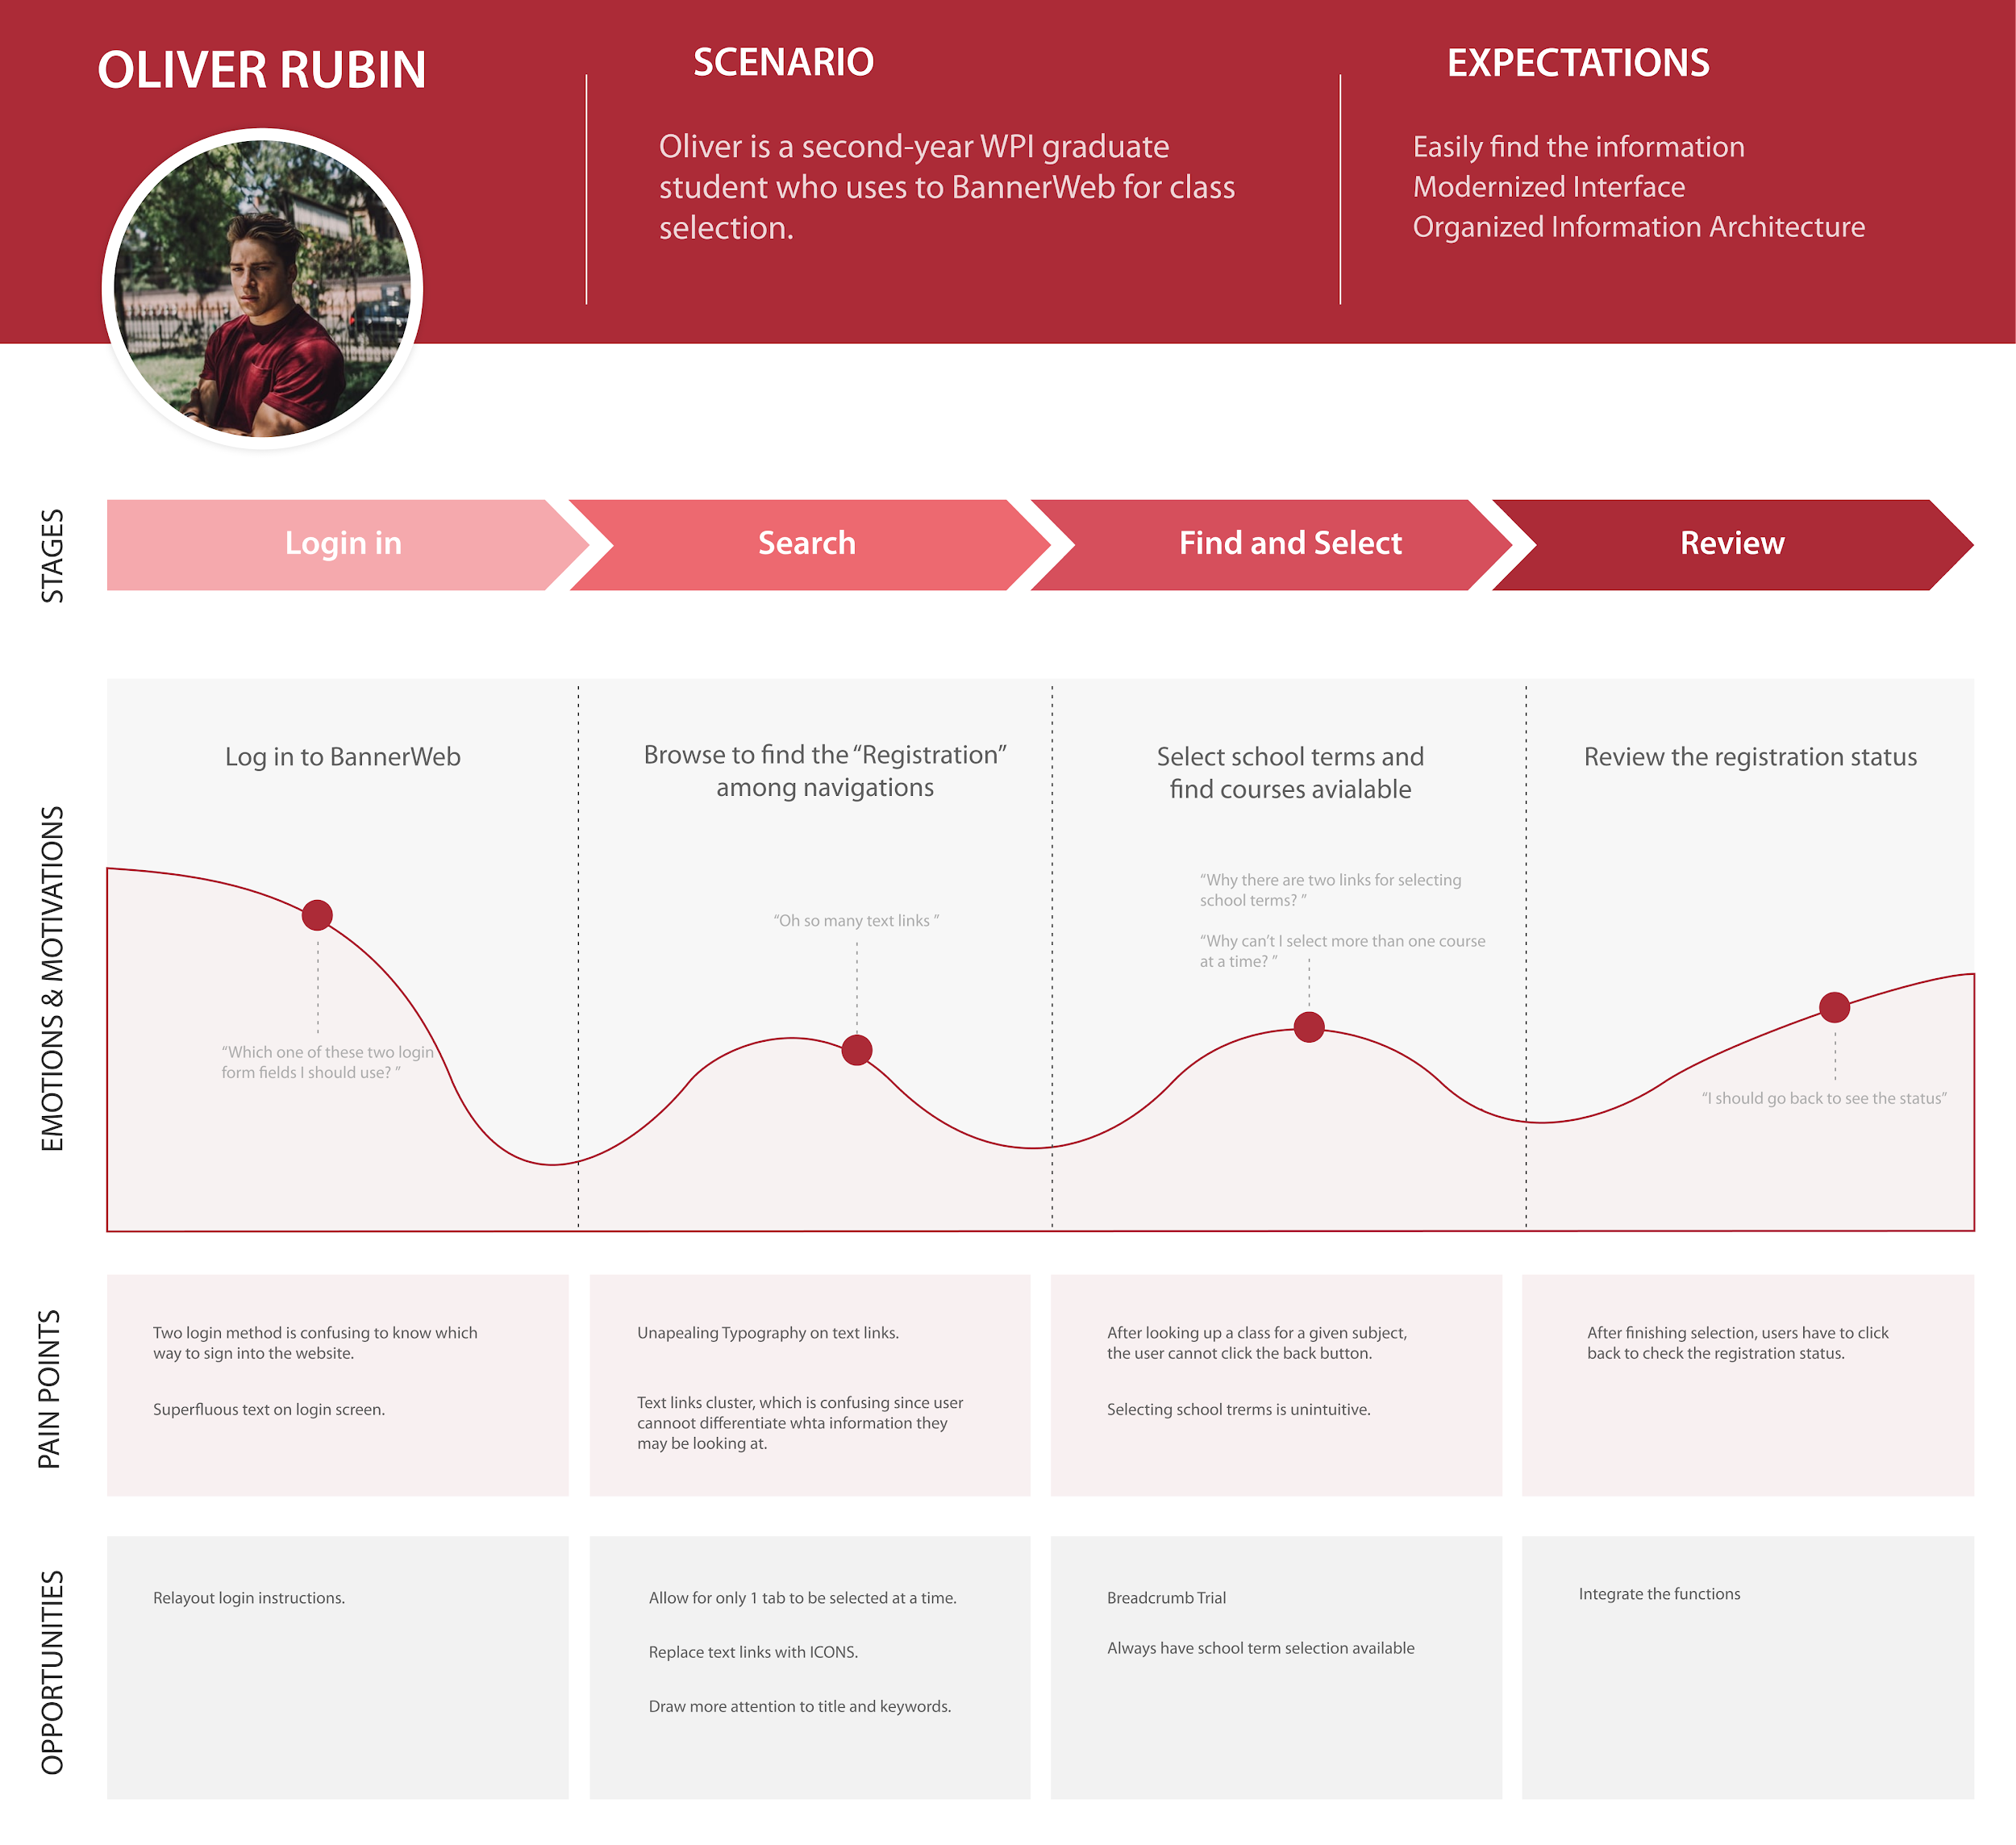 OLIVER RUBIN
SCENARIO
Oliver is a second-year WPI graduate
student who uses to BannerWeb for class
selection.
EXPECTATIONS
Easily find the information
Modernized Interface
Organized Information Architecture
STAGES
Login in
Search
Find and Select
Review
EMOTIONS & MOTIVATIONS
Log in to BannerWeb
Browse to find the “Registration”
among navigations
Select school terms and
find courses avialable
Review the registration status
“Which one of these two login
form fields I should use? ”
“Oh so many text links ”
“Why there are two links for selecting
school terms? ”
“Why can’t I select more than one course
at a time? ”
“I should go back to see the status”
PAIN POINTS
Two login method is confusing to know which
way to sign into the website.
Superfluous text on login screen.
Unapealing Typography on text links.
Text links cluster, which is confusing since user
cannoot differentiate whta information they
may be looking at.
After looking up a class for a given subject,
the user cannot click the back button.
Selecting school trerms is unintuitive.
After finishing selection, users have to click
back to check the registration status.
OPPORTUNITIES
Relayout login instructions.
Allow for only 1 tab to be selected at a time.
Replace text links with ICONS.
Draw more attention to title and keywords.
Breadcrumb Trial
Always have school term selection available
Integrate the functions